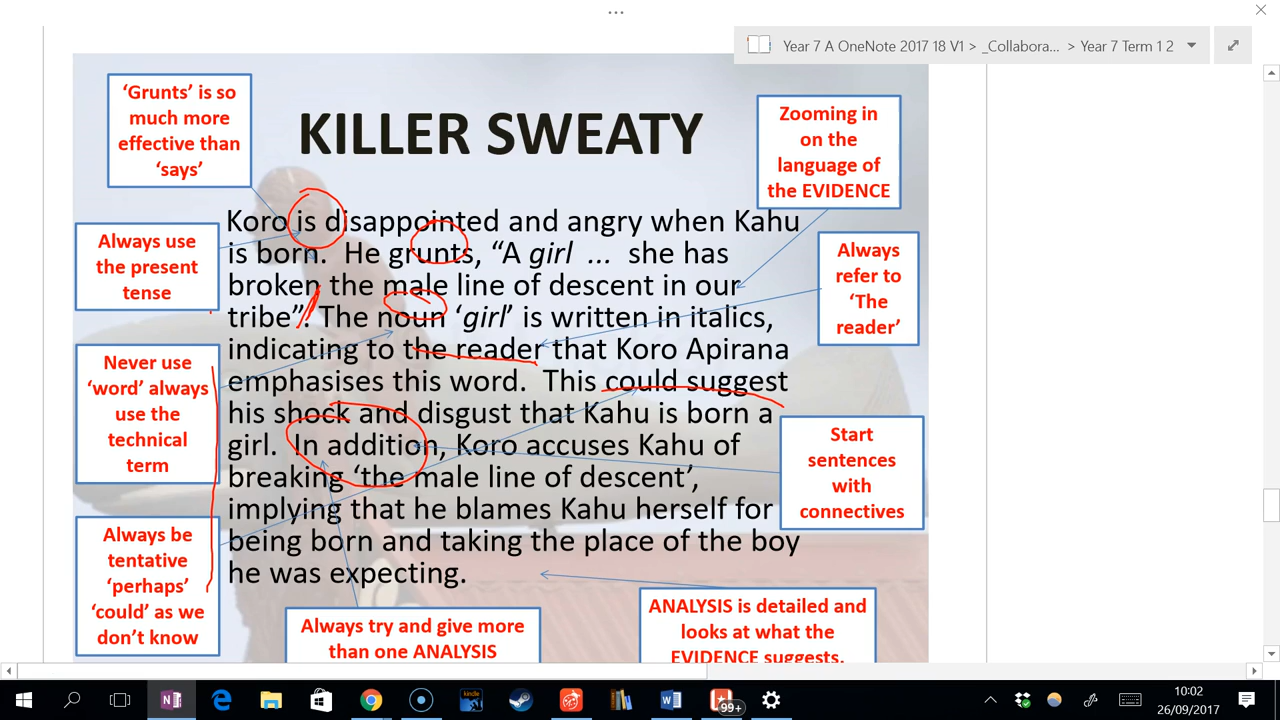 ...
Year 7 A OneNote 2017 18 V1 > _Collabora... > Year 7 Term 1 2
‘Grunts’ is so
much more
effective than
‘says’
KILLER SWEATY
Zooming in
on the
language of
the EVIDENCE
Always use
the present
tense
Always
refer to
‘The
reader’
Koro is disappointed and angry when Kahu
is born. He grunts, “A girl ... she has
broken the male line of descent in our
tribe”. The noun ‘girl’ is written in italics,
indicating to the reader that Koro Apirana
emphasises this word. This could suggest
his shock and disgust that Kahu is born a
girl. In addition, Koro accuses Kahu of
breaking ‘the male line of descent’,
implying that he blames Kahu herself for
being born and taking the place of the boy
he was expecting.
Never use
‘word’ always
use the
technical
term
Start
sentences
with
connectives
Always be
tentative
‘perhaps’
‘could’ as we
don’t know
Always try and give more
than one ANALYSIS
ANALYSIS is detailed and
looks at what the
EVIDENCE suggests.
99+
10:02
26/09/2017